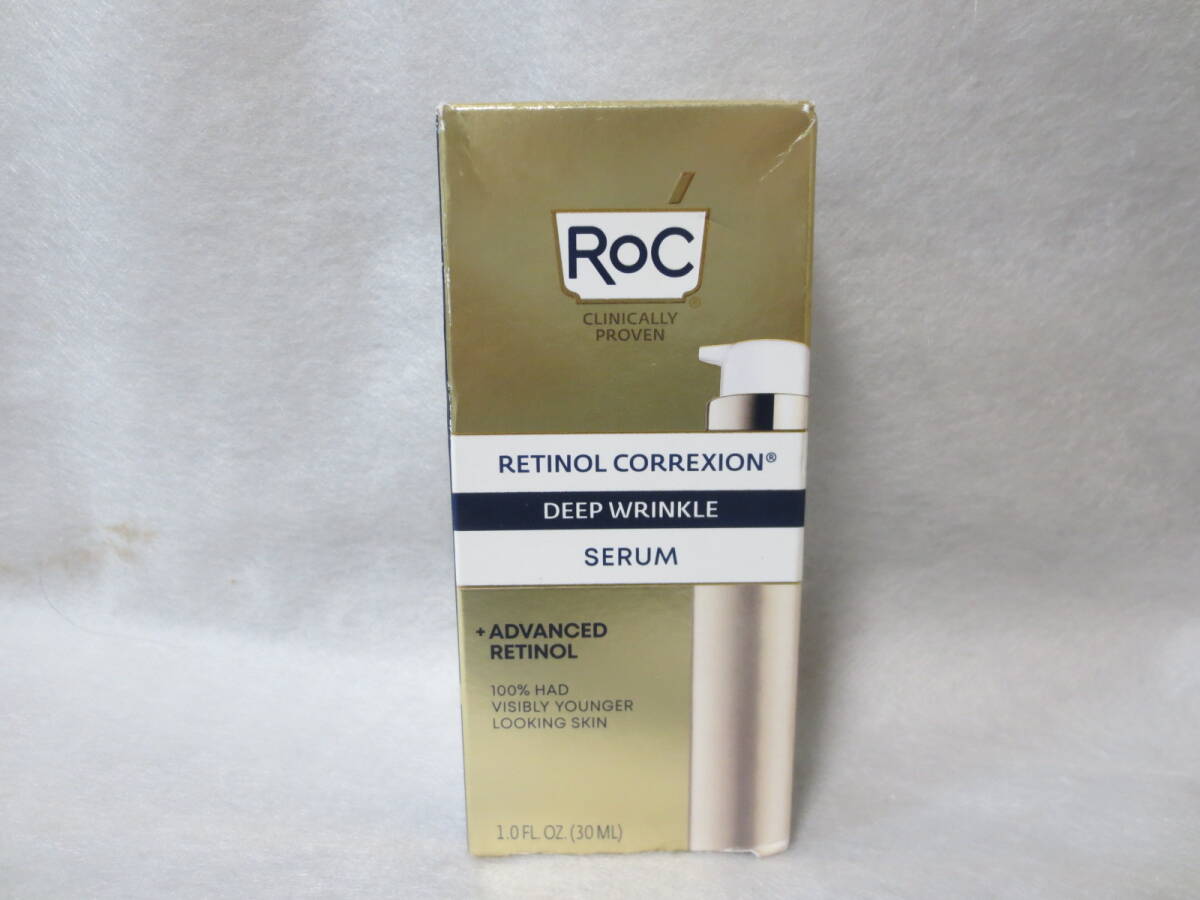 RoC
®
CLINICALLY
PROVEN
RETINOL CORREXION®
DEEP WRINKLE
SERUM
+ ADVANCED
RETINOL
100% HAD
VISIBLY YOUNGER
LOOKING SKIN
1.0 FL. OZ. (30 ML)